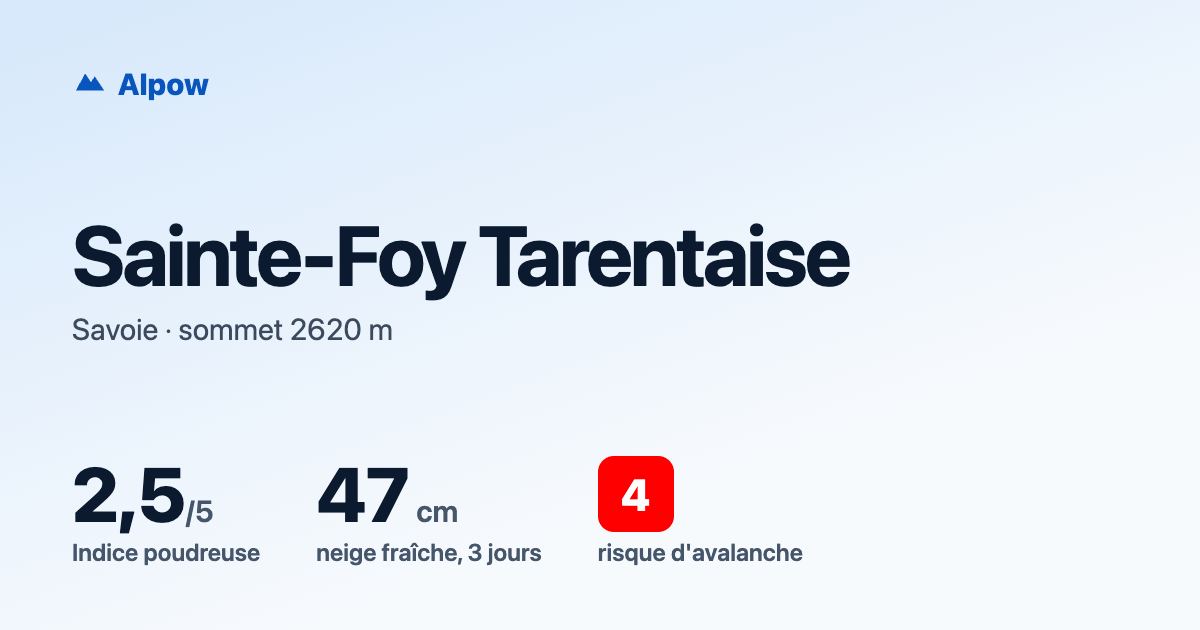 Alpow
Sainte-Foy Tarentaise
Savoie · sommet 2620 m
2,5/5
Indice poudreuse
47 cm
neige fraîche, 3 jours
4
risque d'avalanche